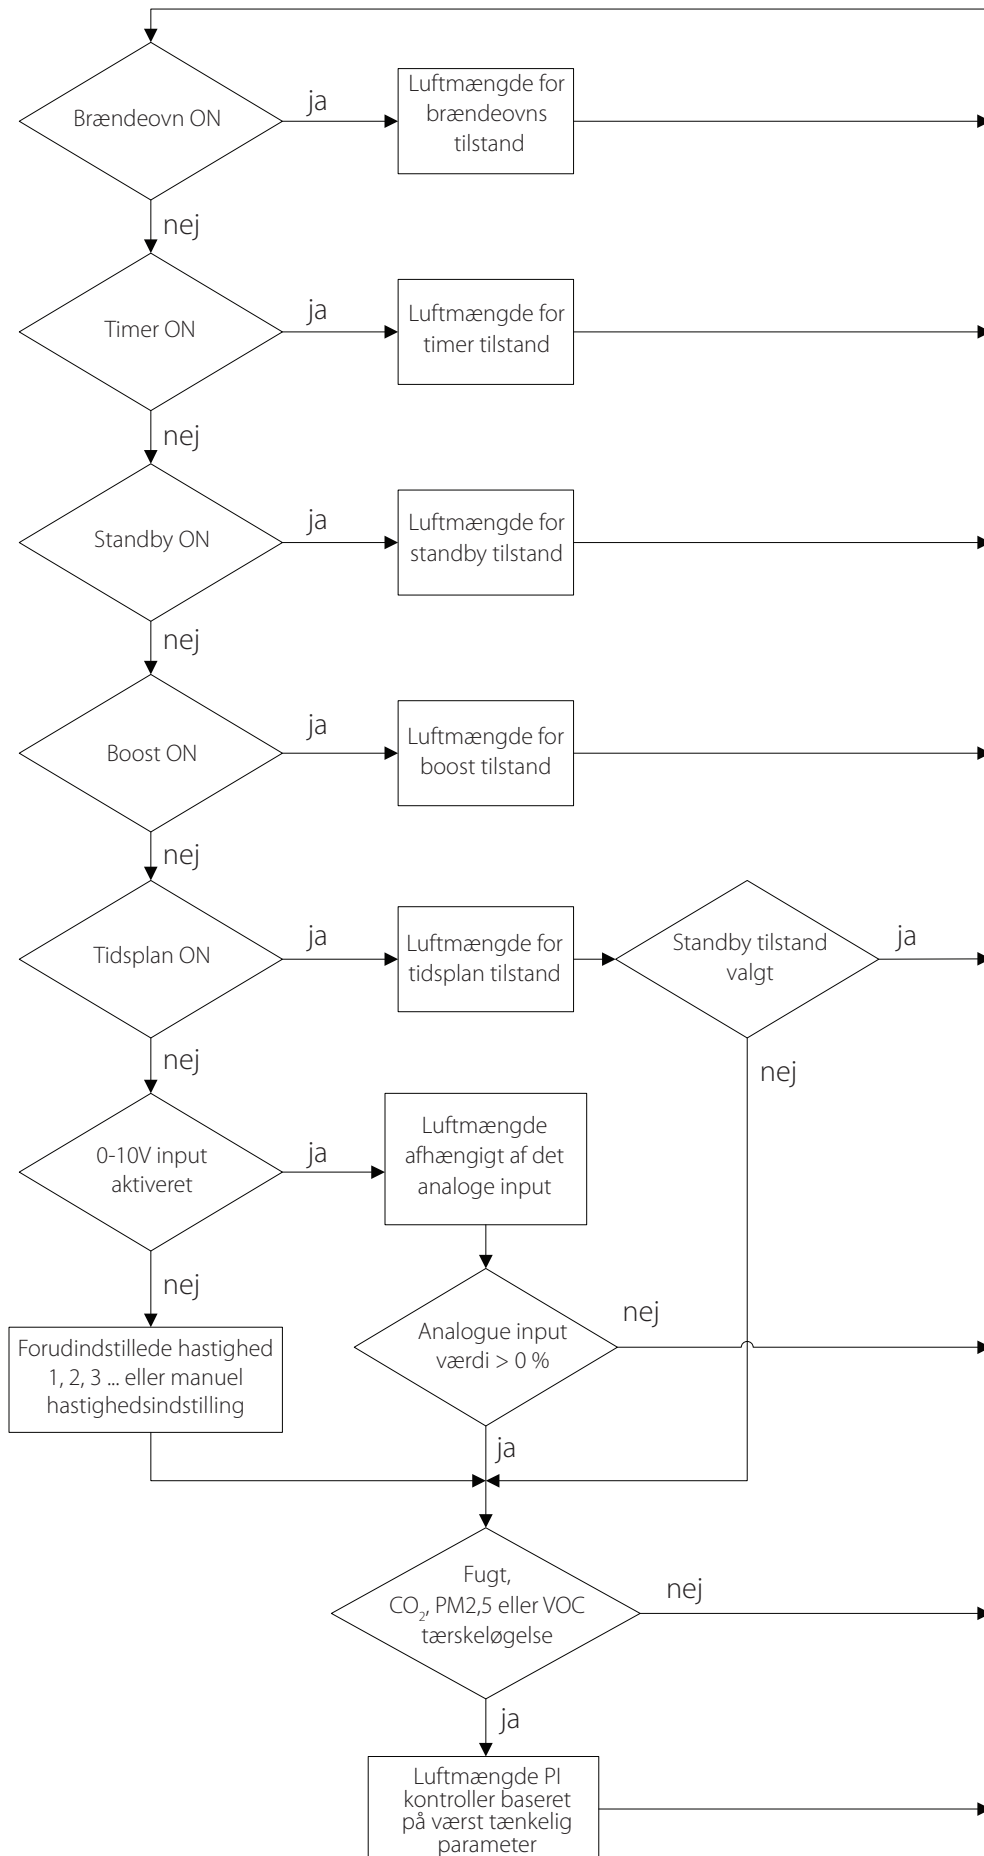 Brændeovn ON
ja
Luftmængde for
brændeovns
tilstand
nej
Timer ON
ja
Luftmængde for
timer tilstand
nej
Standby ON
ja
Luftmængde for
standby tilstand
nej
Boost ON
ja
Luftmængde for
boost tilstand
nej
Tidsplan ON
ja
Luftmængde for
tidsplan tilstand
Standby tilstand
valgt
ja
nej
nej
0-10V input
aktiveret
ja
Luftmængde
afhængigt af det
analoge input
nej
Forudindstillede hastighed
1, 2, 3 ... eller manuel
hastighedsindstilling
Analogue input
værdi > 0 %
nej
ja
Fugt,
CO₂, PM2,5 eller VOC
tærskeløgelse
nej
ja
Luftmængde PI
kontroller baseret
på værst tænkelig
parameter